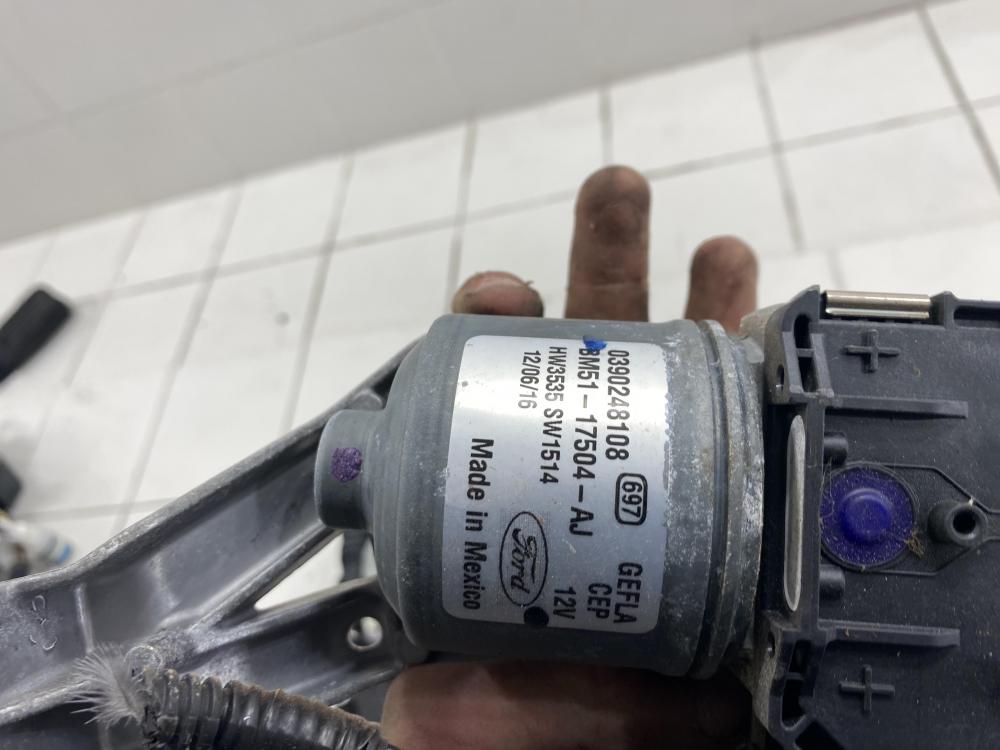 0390248108 697 GEFLA
BM51-17504-AJ CEP
HW3535 SW1514 12V
12/06/16 Ford
Made in Mexico